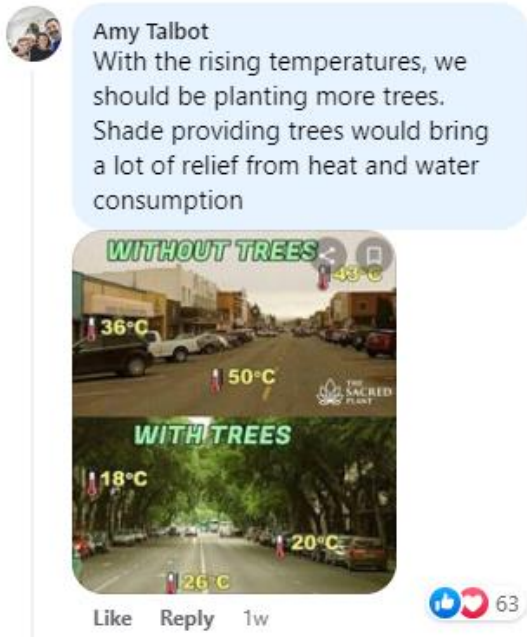 Amy Talbot
With the rising temperatures, we
should be planting more trees.
Shade providing trees would bring
a lot of relief from heat and water
consumption
WITHOUT TREES
43°C
36°C
50°C
THE
SACRED
PLANT
WITH TREES
18°C
20°C
26°C
Like Reply 1w
63